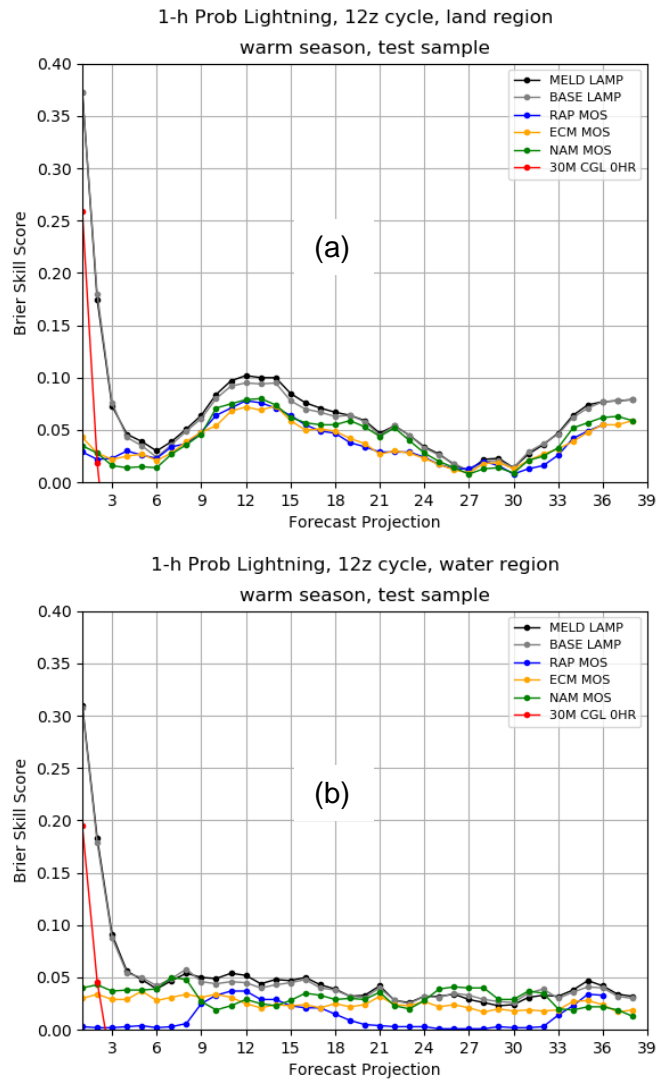 1-h Prob Lightning, 12z cycle, land region
warm season, test sample
0.40
0.35
0.30
0.25
0.20
0.15
0.10
0.05
0.00
Brier Skill Score
MELD LAMP
BASE LAMP
RAP MOS
ECM MOS
NAM MOS
30M CGL 0HR
(a)
3 6 9 12 15 18 21 24 27 30 33 36 39
Forecast Projection
1-h Prob Lightning, 12z cycle, water region
warm season, test sample
0.40
0.35
0.30
0.25
0.20
0.15
0.10
0.05
0.00
Brier Skill Score
MELD LAMP
BASE LAMP
RAP MOS
ECM MOS
NAM MOS
30M CGL 0HR
(b)
3 6 9 12 15 18 21 24 27 30 33 36 39
Forecast Projection